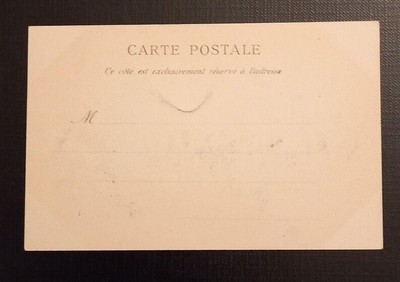 CARTE POSTALE
Ce côté est exclusivement réservé à l'adresse
M